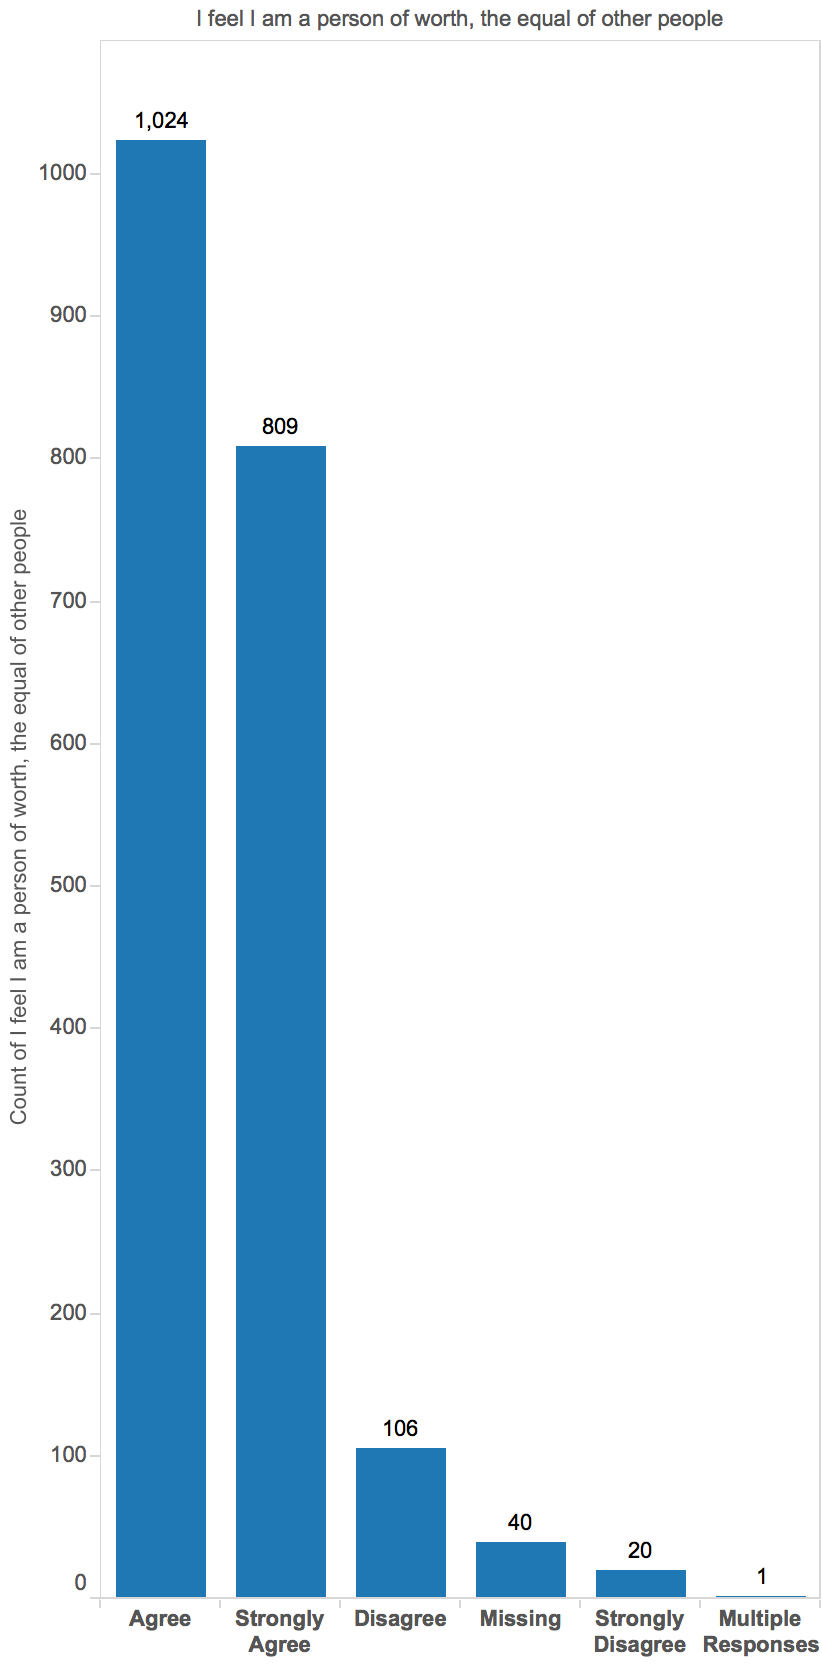 I feel I am a person of worth, the equal of other people
Count of I feel I am a person of worth, the equal of other people
1000
900
800
700
600
500
400
300
200
100
0
1,024
809
106
40
20
1
Agree
Strongly
Agree
Disagree
Missing
Strongly
Disagree
Multiple
Responses